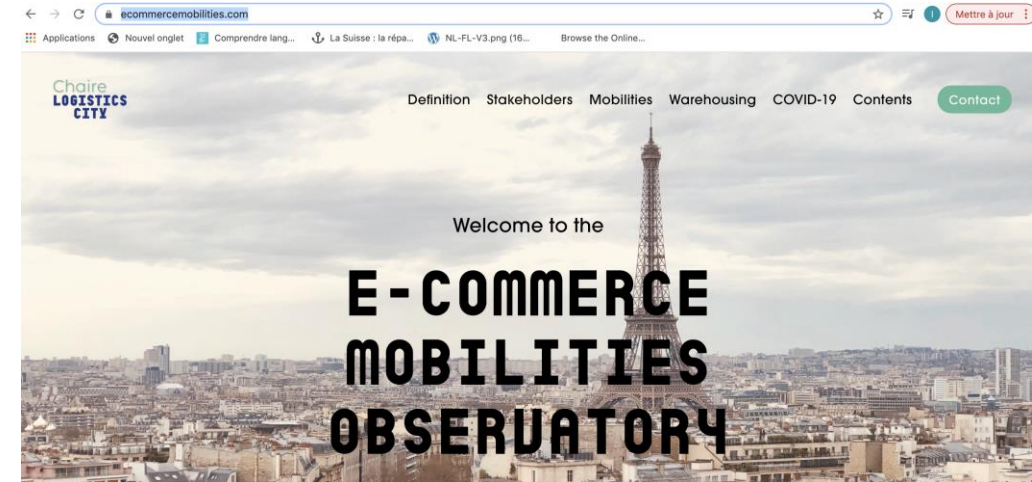 ecommercemobilities.com
I
Mettre à jour
Applications
Nouvel onglet
Comprendre lang...
La Suisse : la répa...
NL-FL-V3.png (16...
Browse the Online...
Chaire
LOGISTICS
CITY
Definition Stakeholders Mobilities Warehousing COVID-19 Contents Contact
Welcome to the
E-COMMERCE
MOBILITIES
OBSERVATORY